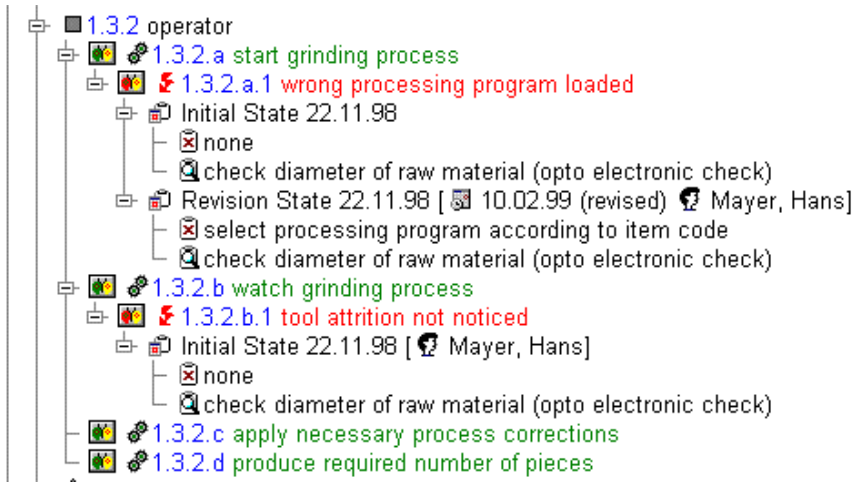 1.3.2 operator
1.3.2.a start grinding process
1.3.2.a.1 wrong processing program loaded
Initial State 22.11.98
none
check diameter of raw material (opto electronic check)
Revision State 22.11.98 [ 10.02.99 (revised) Mayer, Hans]
select processing program according to item code
check diameter of raw material (opto electronic check)
1.3.2.b watch grinding process
1.3.2.b.1 tool attrition not noticed
Initial State 22.11.98 [ Mayer, Hans]
none
check diameter of raw material (opto electronic check)
1.3.2.c apply necessary process corrections
1.3.2.d produce required number of pieces